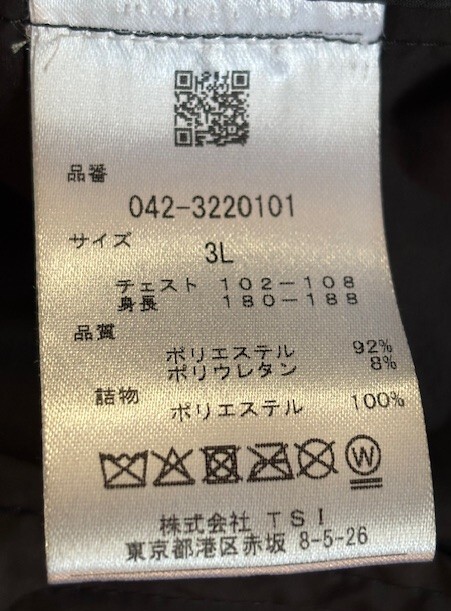 品番
042-3220101
サイズ
3L
チェスト 102-108
身長 180-188
品質
ポリエステル 92%
ポリウレタン 8%
詰物
ポリエステル 100%
W
株式会社 TSI
東京都港区赤坂 8-5-26